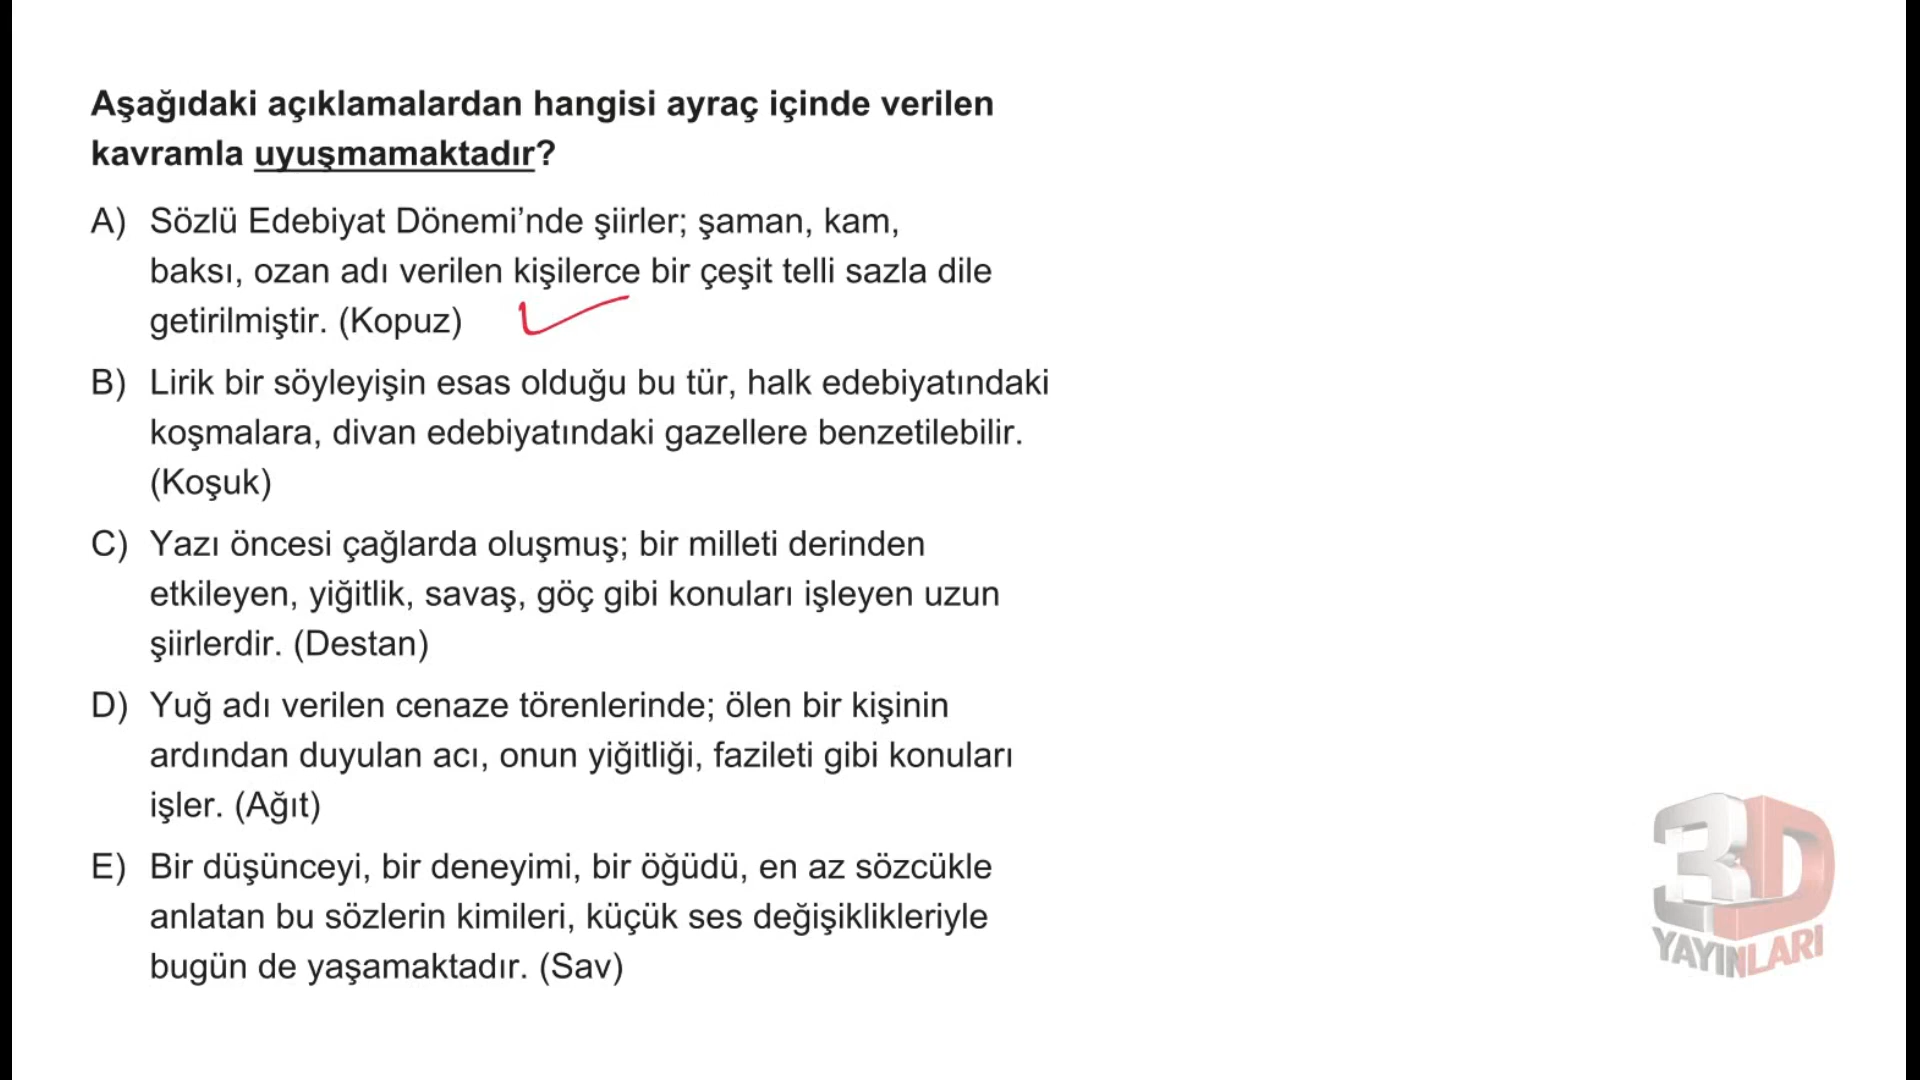 Aşağıdaki açıklamalardan hangisi ayraç içinde verilen
kavramla uyuşmamaktadır?
A) Sözlü Edebiyat Dönemi’nde şiirler; şaman, kam,
baksı, ozan adı verilen kişilerce bir çeşit telli sazla dile
getirilmiştir. (Kopuz)
B) Lirik bir söyleyişin esas olduğu bu tür, halk edebiyatındaki
koşmalara, divan edebiyatındaki gazellere benzetilebilir.
(Koşuk)
C) Yazı öncesi çağlarda oluşmuş; bir milleti derinden
etkileyen, yiğitlik, savaş, göç gibi konuları işleyen uzun
şiirlerdir. (Destan)
D) Yuğ adı verilen cenaze törenlerinde; ölen bir kişinin
ardından duyulan acı, onun yiğitliği, fazileti gibi konuları
işler. (Ağıt)
E) Bir düşünceyi, bir deneyimi, bir öğüdü, en az sözcükle
anlatan bu sözlerin kimileri, küçük ses değişiklikleriyle
bugün de yaşamaktadır. (Sav)
3D
YAYINLARI